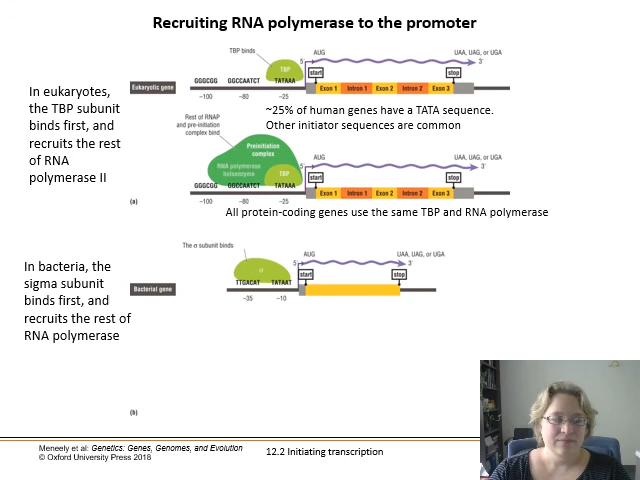 Recruiting RNA polymerase to the promoter
In eukaryotes,
the TBP subunit
binds first, and
recruits the rest
of RNA
polymerase II
TBP binds
TBP
5′
AUG
UAA, UAG, or UGA
3′
start
stop
Eukaryotic gene
GGGCGG GGCCAATCT TATAAA
Exon 1 Intron 1 Exon 2 Intron 2 Exon 3
−100 −80 −25
~25% of human genes have a TATA sequence.
Other initiator sequences are common
Rest of RNAP
and pre-initiation
complex bind
Preinitiation
complex
RNA polymerase
holoenzyme
TBP
5′
AUG
UAA, UAG, or UGA
3′
start
stop
GGGCGG GGCCAATCT TATAAA
Exon 1 Intron 1 Exon 2 Intron 2 Exon 3
(a)
−100 −80 −25
All protein-coding genes use the same TBP and RNA polymerase
In bacteria, the
sigma subunit
binds first, and
recruits the rest of
RNA polymerase
The σ subunit binds
σ
5′
AUG
UAA, UAG, or UGA
3′
start
stop
Bacterial gene
TTGACAT TATAAT
−35 −10
(b)
Meneely et al: Genetics: Genes, Genomes, and Evolution
© Oxford University Press 2018
12.2 Initiating transcription